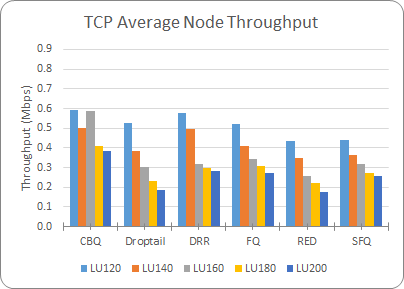 TCP Average Node Throughput
Throughput (Mbps)
0.9
0.8
0.7
0.6
0.5
0.4
0.3
0.2
0.1
0.0
CBQ Droptail DRR FQ RED SFQ
LU120 LU140 LU160 LU180 LU200